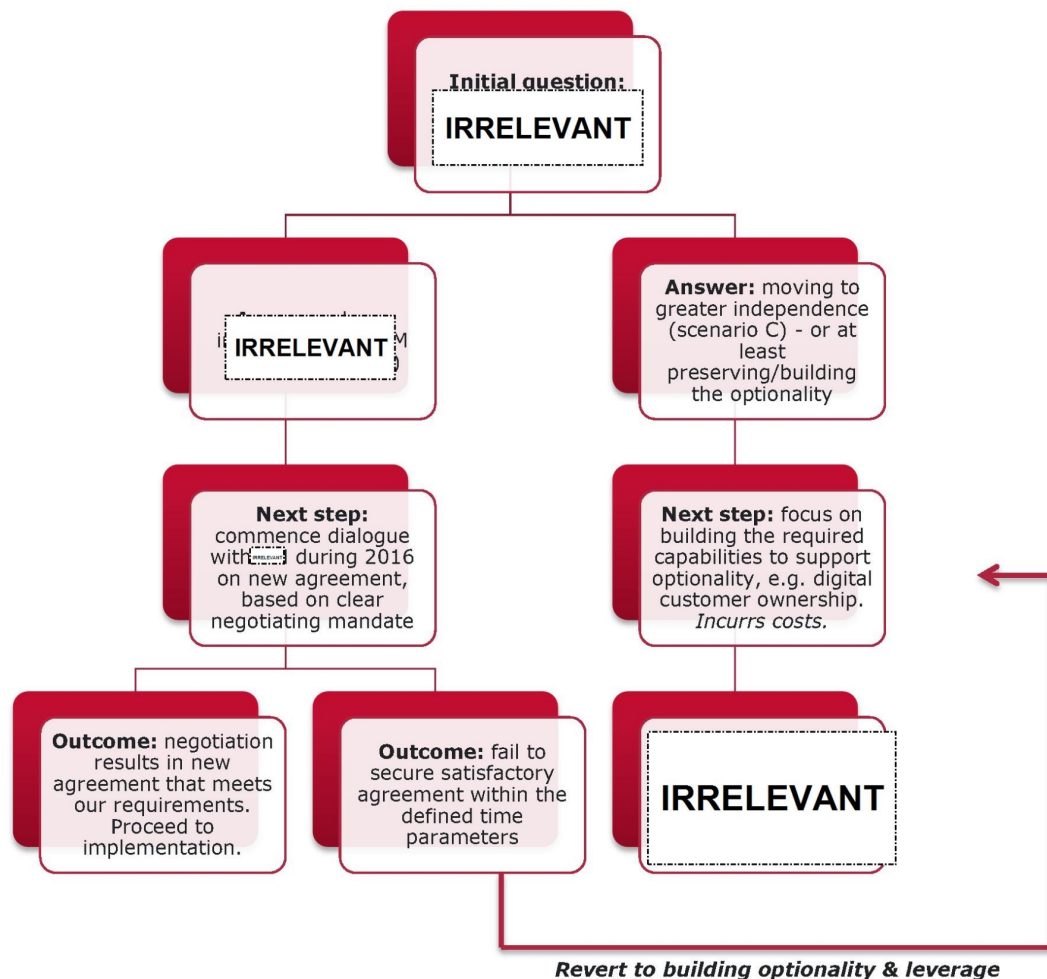 Initial question:
IRRELEVANT
IRRELEVANT
Answer: moving to
greater independence
(scenario C) - or at
least
preserving/building
the optionality
Next step:
commence dialogue
with IRRELEVANT during 2016
on new agreement,
based on clear
negotiating mandate
Next step: focus on
building the required
capabilities to support
optionality, e.g. digital
customer ownership.
Incurrs costs.
Outcome: negotiation
results in new
agreement that meets
our requirements.
Proceed to
implementation.
Outcome: fail to
secure satisfactory
agreement within the
defined time
parameters
IRRELEVANT
Revert to building optionality & leverage